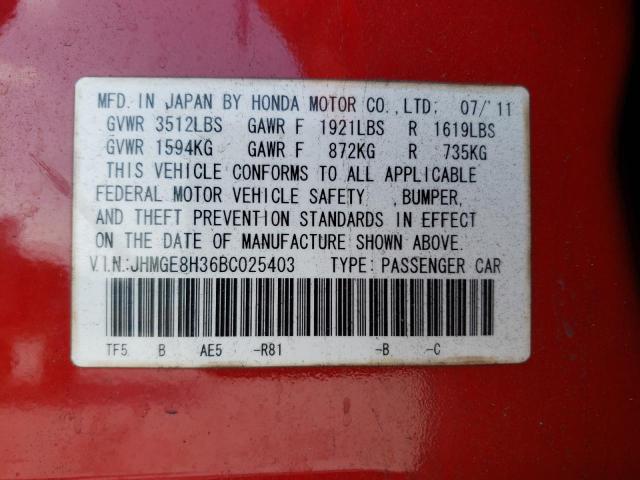 MFD. IN JAPAN BY HONDA MOTOR CO.,LTD; 07/'11
GVWR 3512LBS GAWR F 1921LBS R 1619LBS
GVWR 1594KG GAWR F 872KG R 735KG
THIS VEHICLE CONFORMS TO ALL APPLICABLE
FEDERAL MOTOR VEHICLE SAFETY ,BUMPER,
AND THEFT PREVENTION STANDARDS IN EFFECT
ON THE DATE OF MANUFACTURE SHOWN ABOVE.
V.I.N.:JHMGE8H36BC025403 TYPE: PASSENGER CAR
TF5 B AE5 -R81 -B -C